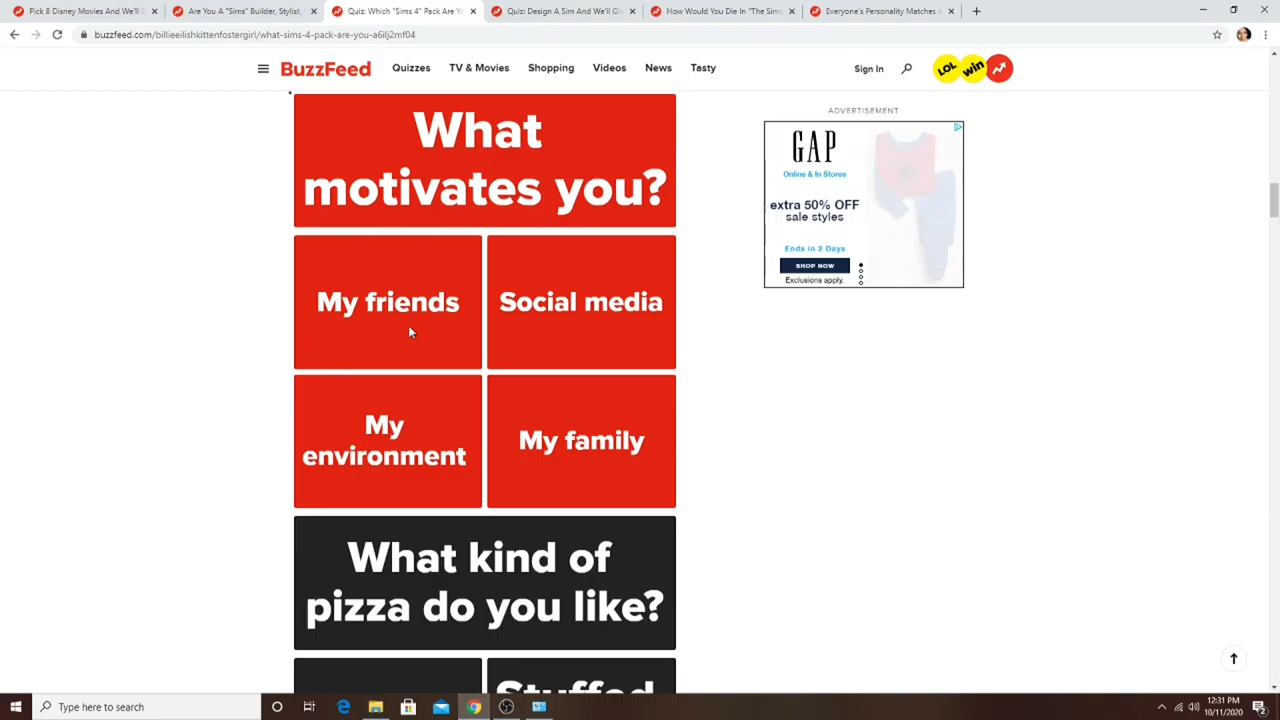 Pick 8 Disney Movies And We'll G
Are You A "Sims" Builder, Stylist,
Quiz: Which "Sims 4" Pack Are Yo
Quiz: Design A Sim And We'll Giv
How Would You Die In "The Sims
Everyone's Personality Matches A
buzzfeed.com/billieeilishkittenfostergirl/what-sims-4-pack-are-you-a6ilj2mf04
BuzzFeed
Quizzes
TV & Movies
Shopping
Videos
News
Tasty
Sign In
LOL
win
What
motivates you?
My friends
Social media
My
environment
My family
What kind of
pizza do you like?
Stuffed
ADVERTISEMENT
GAP
Online & In Stores
extra 50% OFF
sale styles
Ends in 2 Days
SHOP NOW
Exclusions apply.
Type here to search
12:31 PM
10/11/2020
2